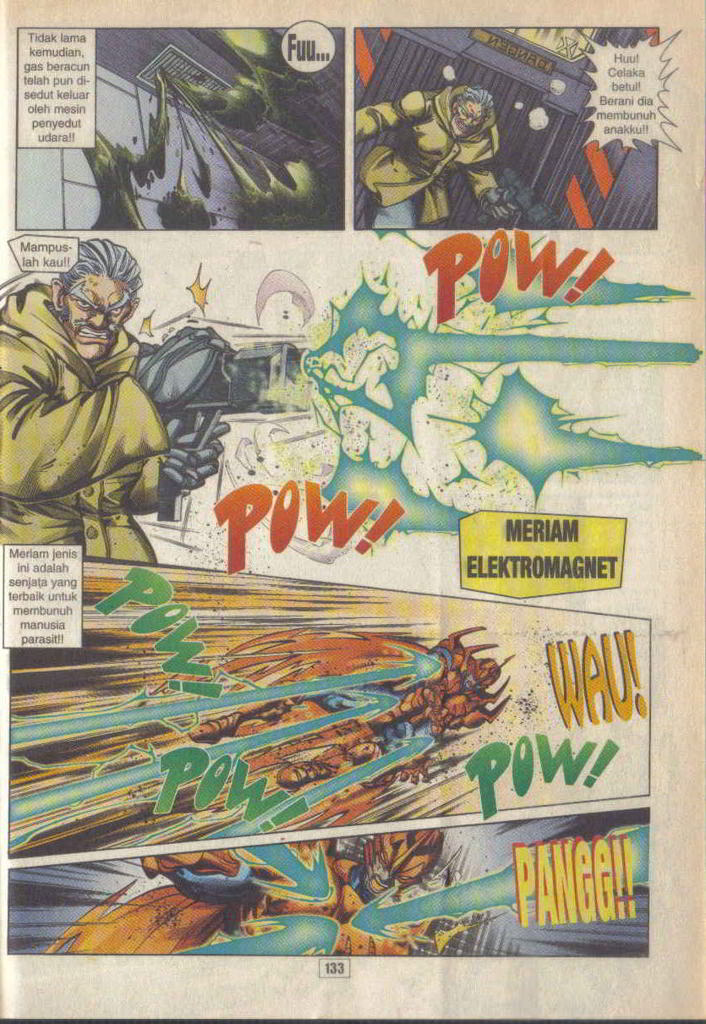 Tidak lama
kemudian,
gas beracun
telah pun di-
sedut keluar
oleh mesin
penyedut
udara!!
Fuu...
Huu!
Celaka
betul!
Berani dia
membunuh
anakku!!
Mampus-
lah kau!!
POW!
POW!
MERIAM
ELEKTROMAGNET
Meriam jenis
ini adalah
senjata yang
terbaik untuk
membunuh
manusia
parasit!!
POW!
WAU!
POW!
POW!
PANGG!!
133